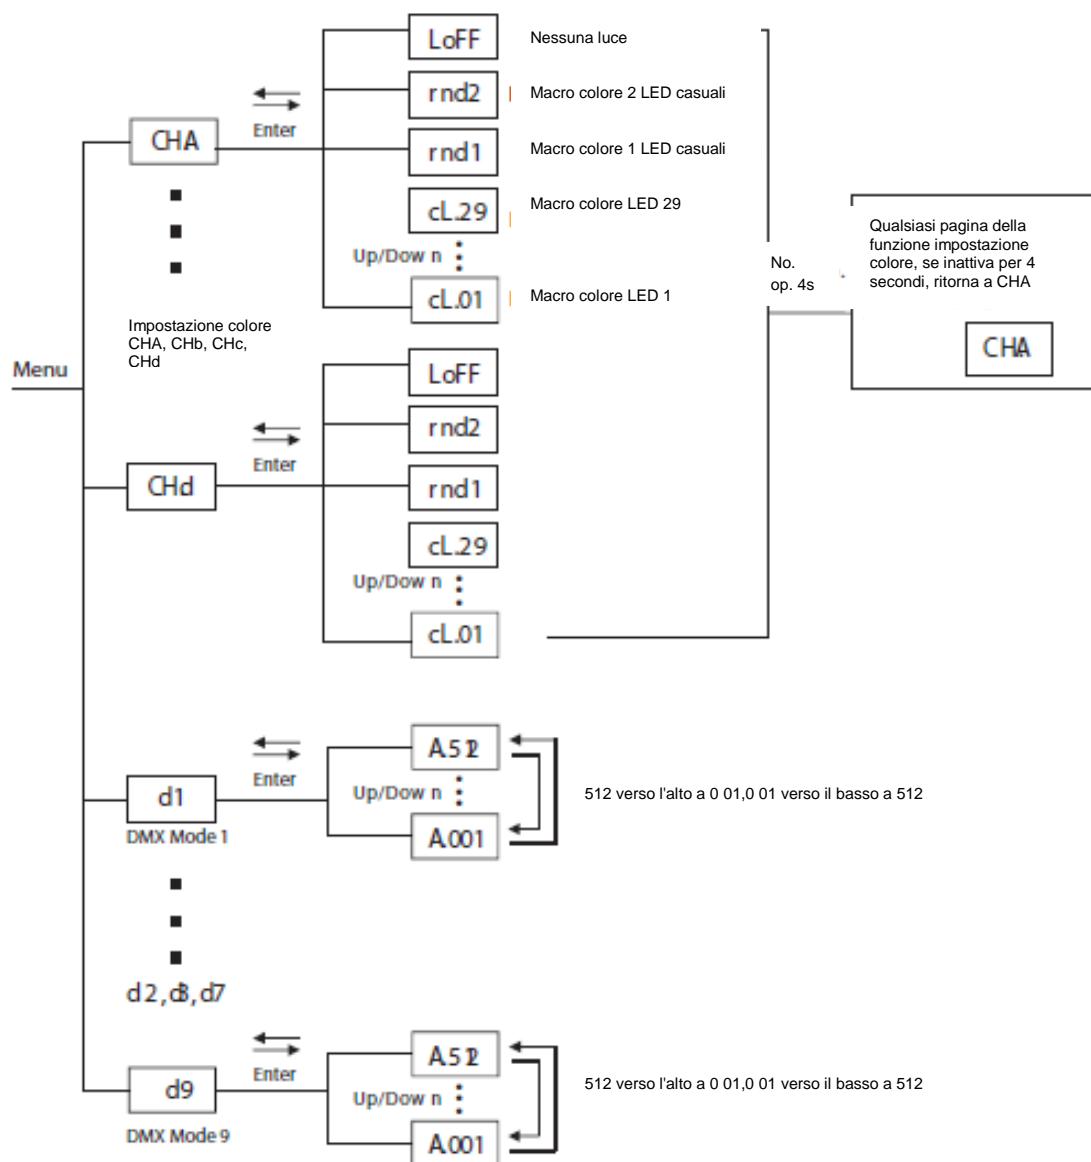 LoFF
Nessuna luce
rnd2
Macro colore 2 LED casuali
Enter
CHA
rnd1
Macro colore 1 LED casuali
cL.29
Macro colore LED 29
Up/Dow n
cL.01
Macro colore LED 1
No.
op. 4s
Qualsiasi pagina della
funzione impostazione
colore, se inattiva per 4
secondi, ritorna a CHA
CHA
Impostazione colore
CHA, CHb, CHc,
CHd
Menu
LoFF
rnd2
Enter
CHd
rnd1
cL.29
Up/Dow n
cL.01
A.512
Enter
d1
Up/Dow n
512 verso l'alto a 0 01,0 01 verso il basso a 512
A.001
DMX Mode 1
d2,d3,d7
A.512
Enter
d9
Up/Dow n
512 verso l'alto a 0 01,0 01 verso il basso a 512
A.001
DMX Mode 9